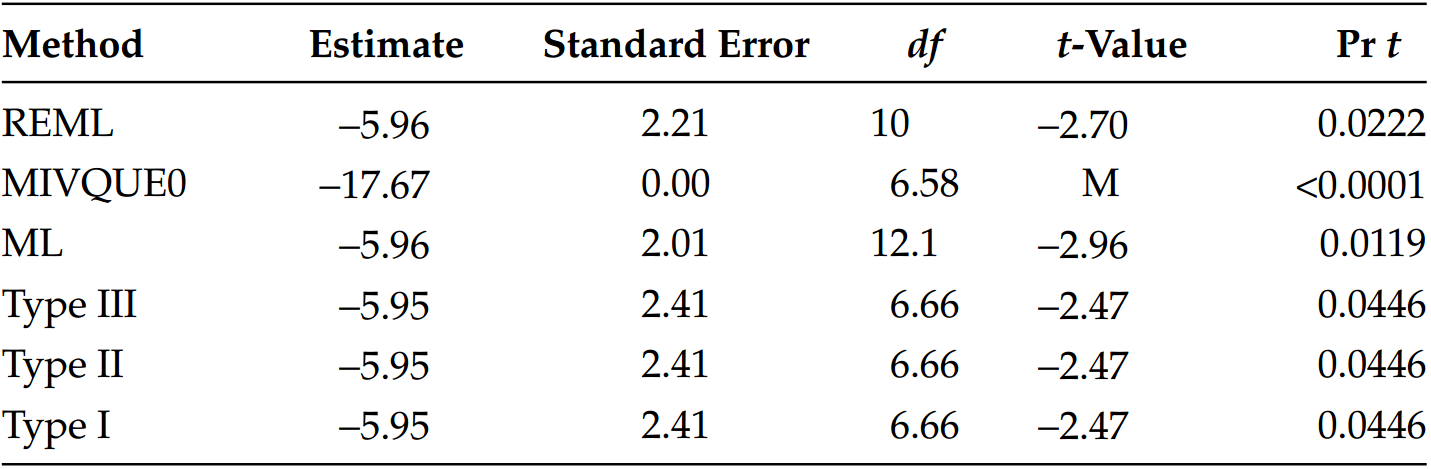 Method Estimate Standard Error df t-Value Pr t
REML –5.96 2.21 10 –2.70 0.0222
MIVQUE0 –17.67 0.00 6.58 M <0.0001
ML –5.96 2.01 12.1 –2.96 0.0119
Type III –5.95 2.41 6.66 –2.47 0.0446
Type II –5.95 2.41 6.66 –2.47 0.0446
Type I –5.95 2.41 6.66 –2.47 0.0446